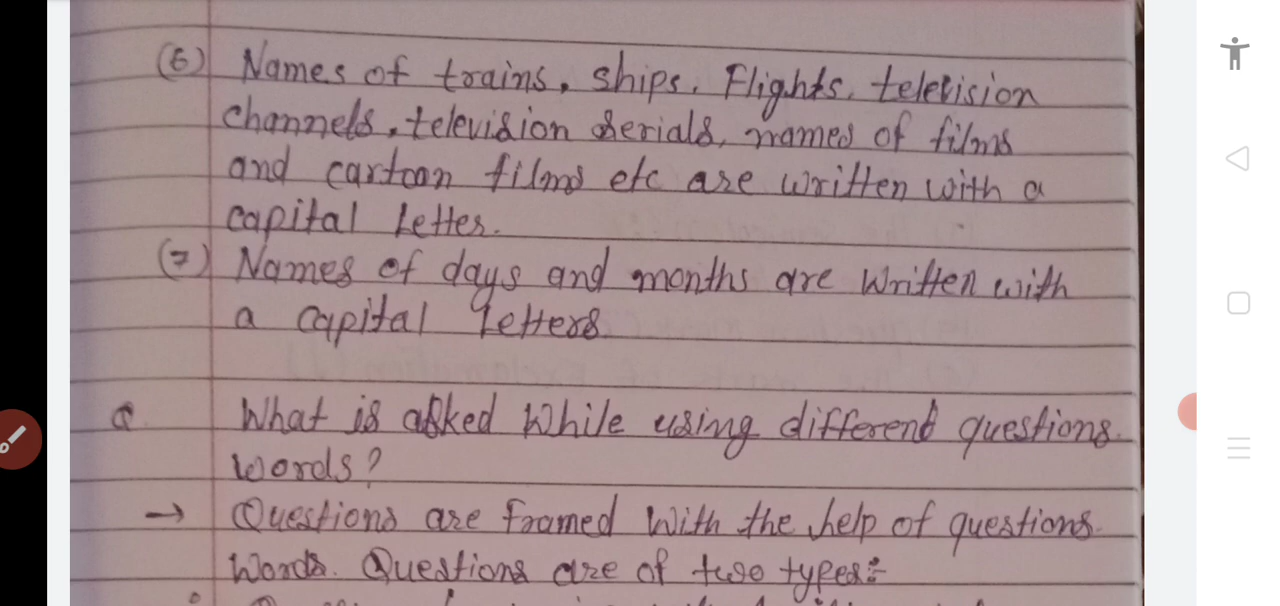 (6) Names of trains, ships, Flights, television
channels, television serials, names of films
and cartoon films etc are written with a
capital Letter.
(7) Names of days and months are written with
a capital Letters
Q. What is asked while using different questions
words?
→ Questions are framed with the help of questions
words. Questions are of two types:-